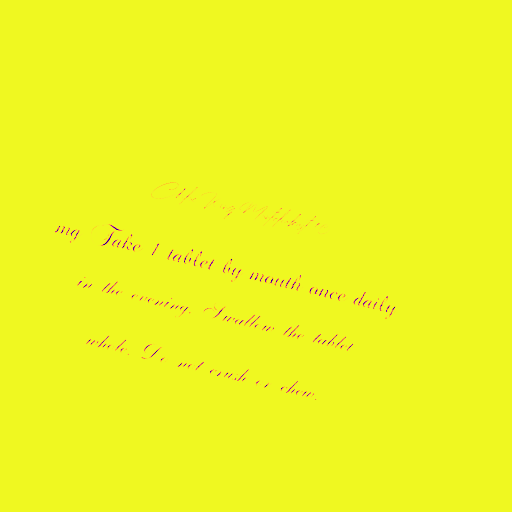 mg Take 1 tablet by mouth once daily
in the evening. Swallow the tablet
whole. Do not crush or chew.